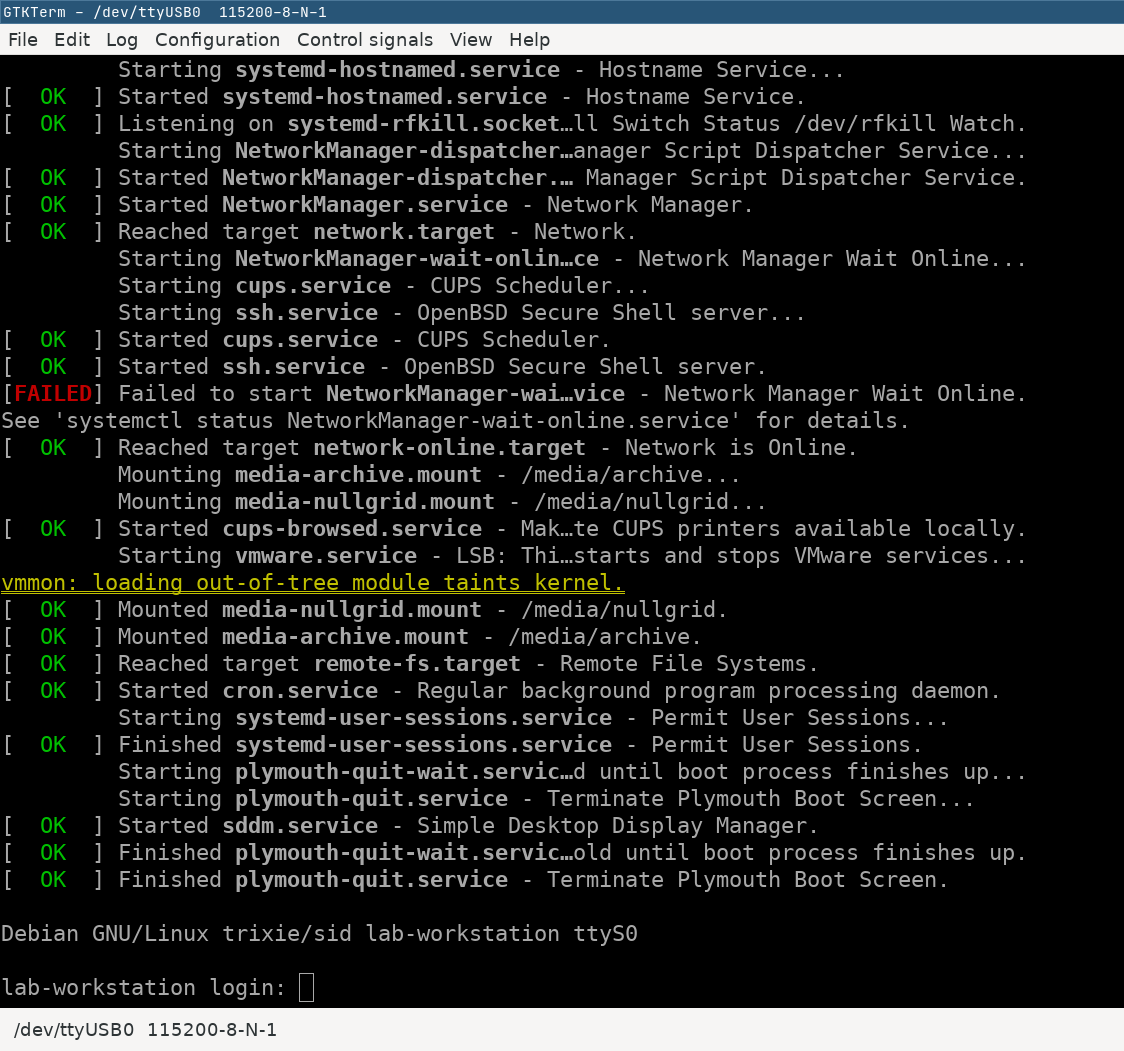 GTKTerm – /dev/ttyUSB0  115200-8-N-1
File  Edit  Log  Configuration  Control signals  View  Help
         Starting systemd-hostnamed.service - Hostname Service...
[  OK  ] Started systemd-hostnamed.service - Hostname Service.
[  OK  ] Listening on systemd-rfkill.socket…ll Switch Status /dev/rfkill Watch.
         Starting NetworkManager-dispatcher…anager Script Dispatcher Service...
[  OK  ] Started NetworkManager-dispatcher.… Manager Script Dispatcher Service.
[  OK  ] Started NetworkManager.service - Network Manager.
[  OK  ] Reached target network.target - Network.
         Starting NetworkManager-wait-onlin…ce - Network Manager Wait Online...
         Starting cups.service - CUPS Scheduler...
         Starting ssh.service - OpenBSD Secure Shell server...
[  OK  ] Started cups.service - CUPS Scheduler.
[  OK  ] Started ssh.service - OpenBSD Secure Shell server.
[FAILED] Failed to start NetworkManager-wai…vice - Network Manager Wait Online.
See 'systemctl status NetworkManager-wait-online.service' for details.
[  OK  ] Reached target network-online.target - Network is Online.
         Mounting media-archive.mount - /media/archive...
         Mounting media-nullgrid.mount - /media/nullgrid...
[  OK  ] Started cups-browsed.service - Mak…te CUPS printers available locally.
         Starting vmware.service - LSB: Thi…starts and stops VMware services...
vmmon: loading out-of-tree module taints kernel.
[  OK  ] Mounted media-nullgrid.mount - /media/nullgrid.
[  OK  ] Mounted media-archive.mount - /media/archive.
[  OK  ] Reached target remote-fs.target - Remote File Systems.
[  OK  ] Started cron.service - Regular background program processing daemon.
         Starting systemd-user-sessions.service - Permit User Sessions...
[  OK  ] Finished systemd-user-sessions.service - Permit User Sessions.
         Starting plymouth-quit-wait.servic…d until boot process finishes up...
         Starting plymouth-quit.service - Terminate Plymouth Boot Screen...
[  OK  ] Started sddm.service - Simple Desktop Display Manager.
[  OK  ] Finished plymouth-quit-wait.servic…old until boot process finishes up.
[  OK  ] Finished plymouth-quit.service - Terminate Plymouth Boot Screen.
Debian GNU/Linux trixie/sid lab-workstation ttyS0
lab-workstation login:
/dev/ttyUSB0  115200-8-N-1